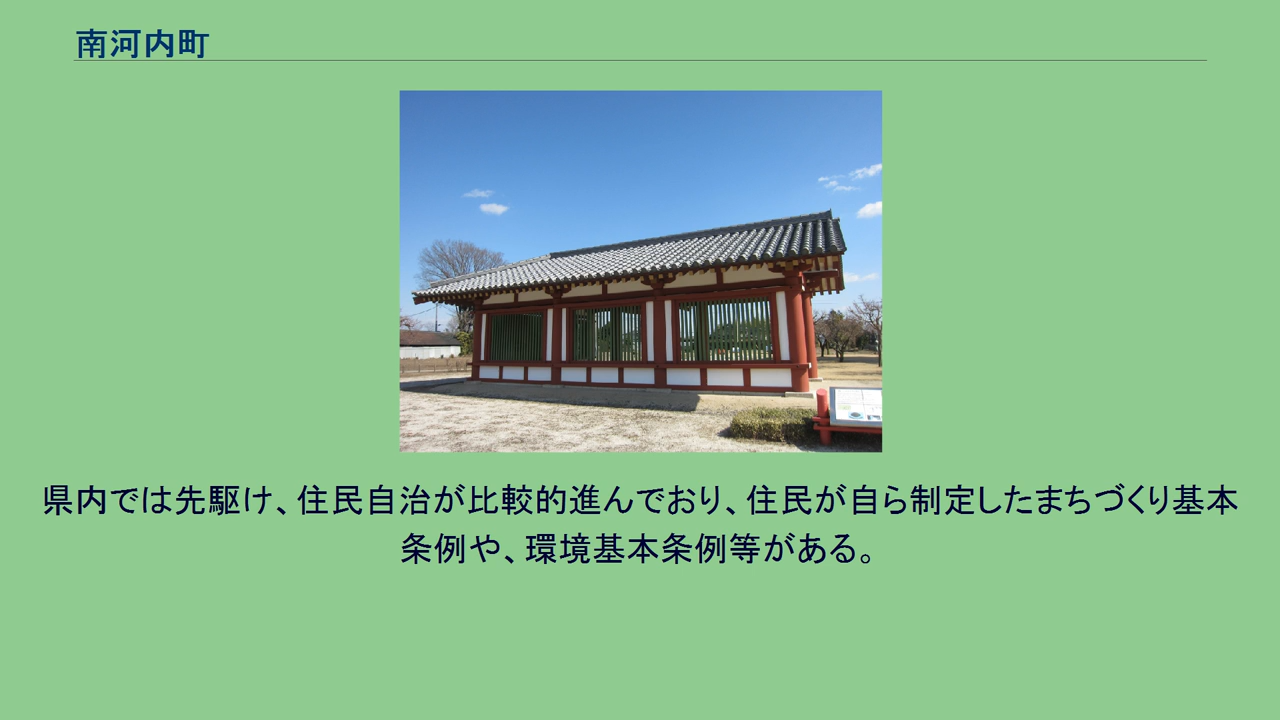 南河内町
県内では先駆け、住民自治が比較的進んでおり、住民が自ら制定したまちづくり基本
条例や、環境基本条例等がある。